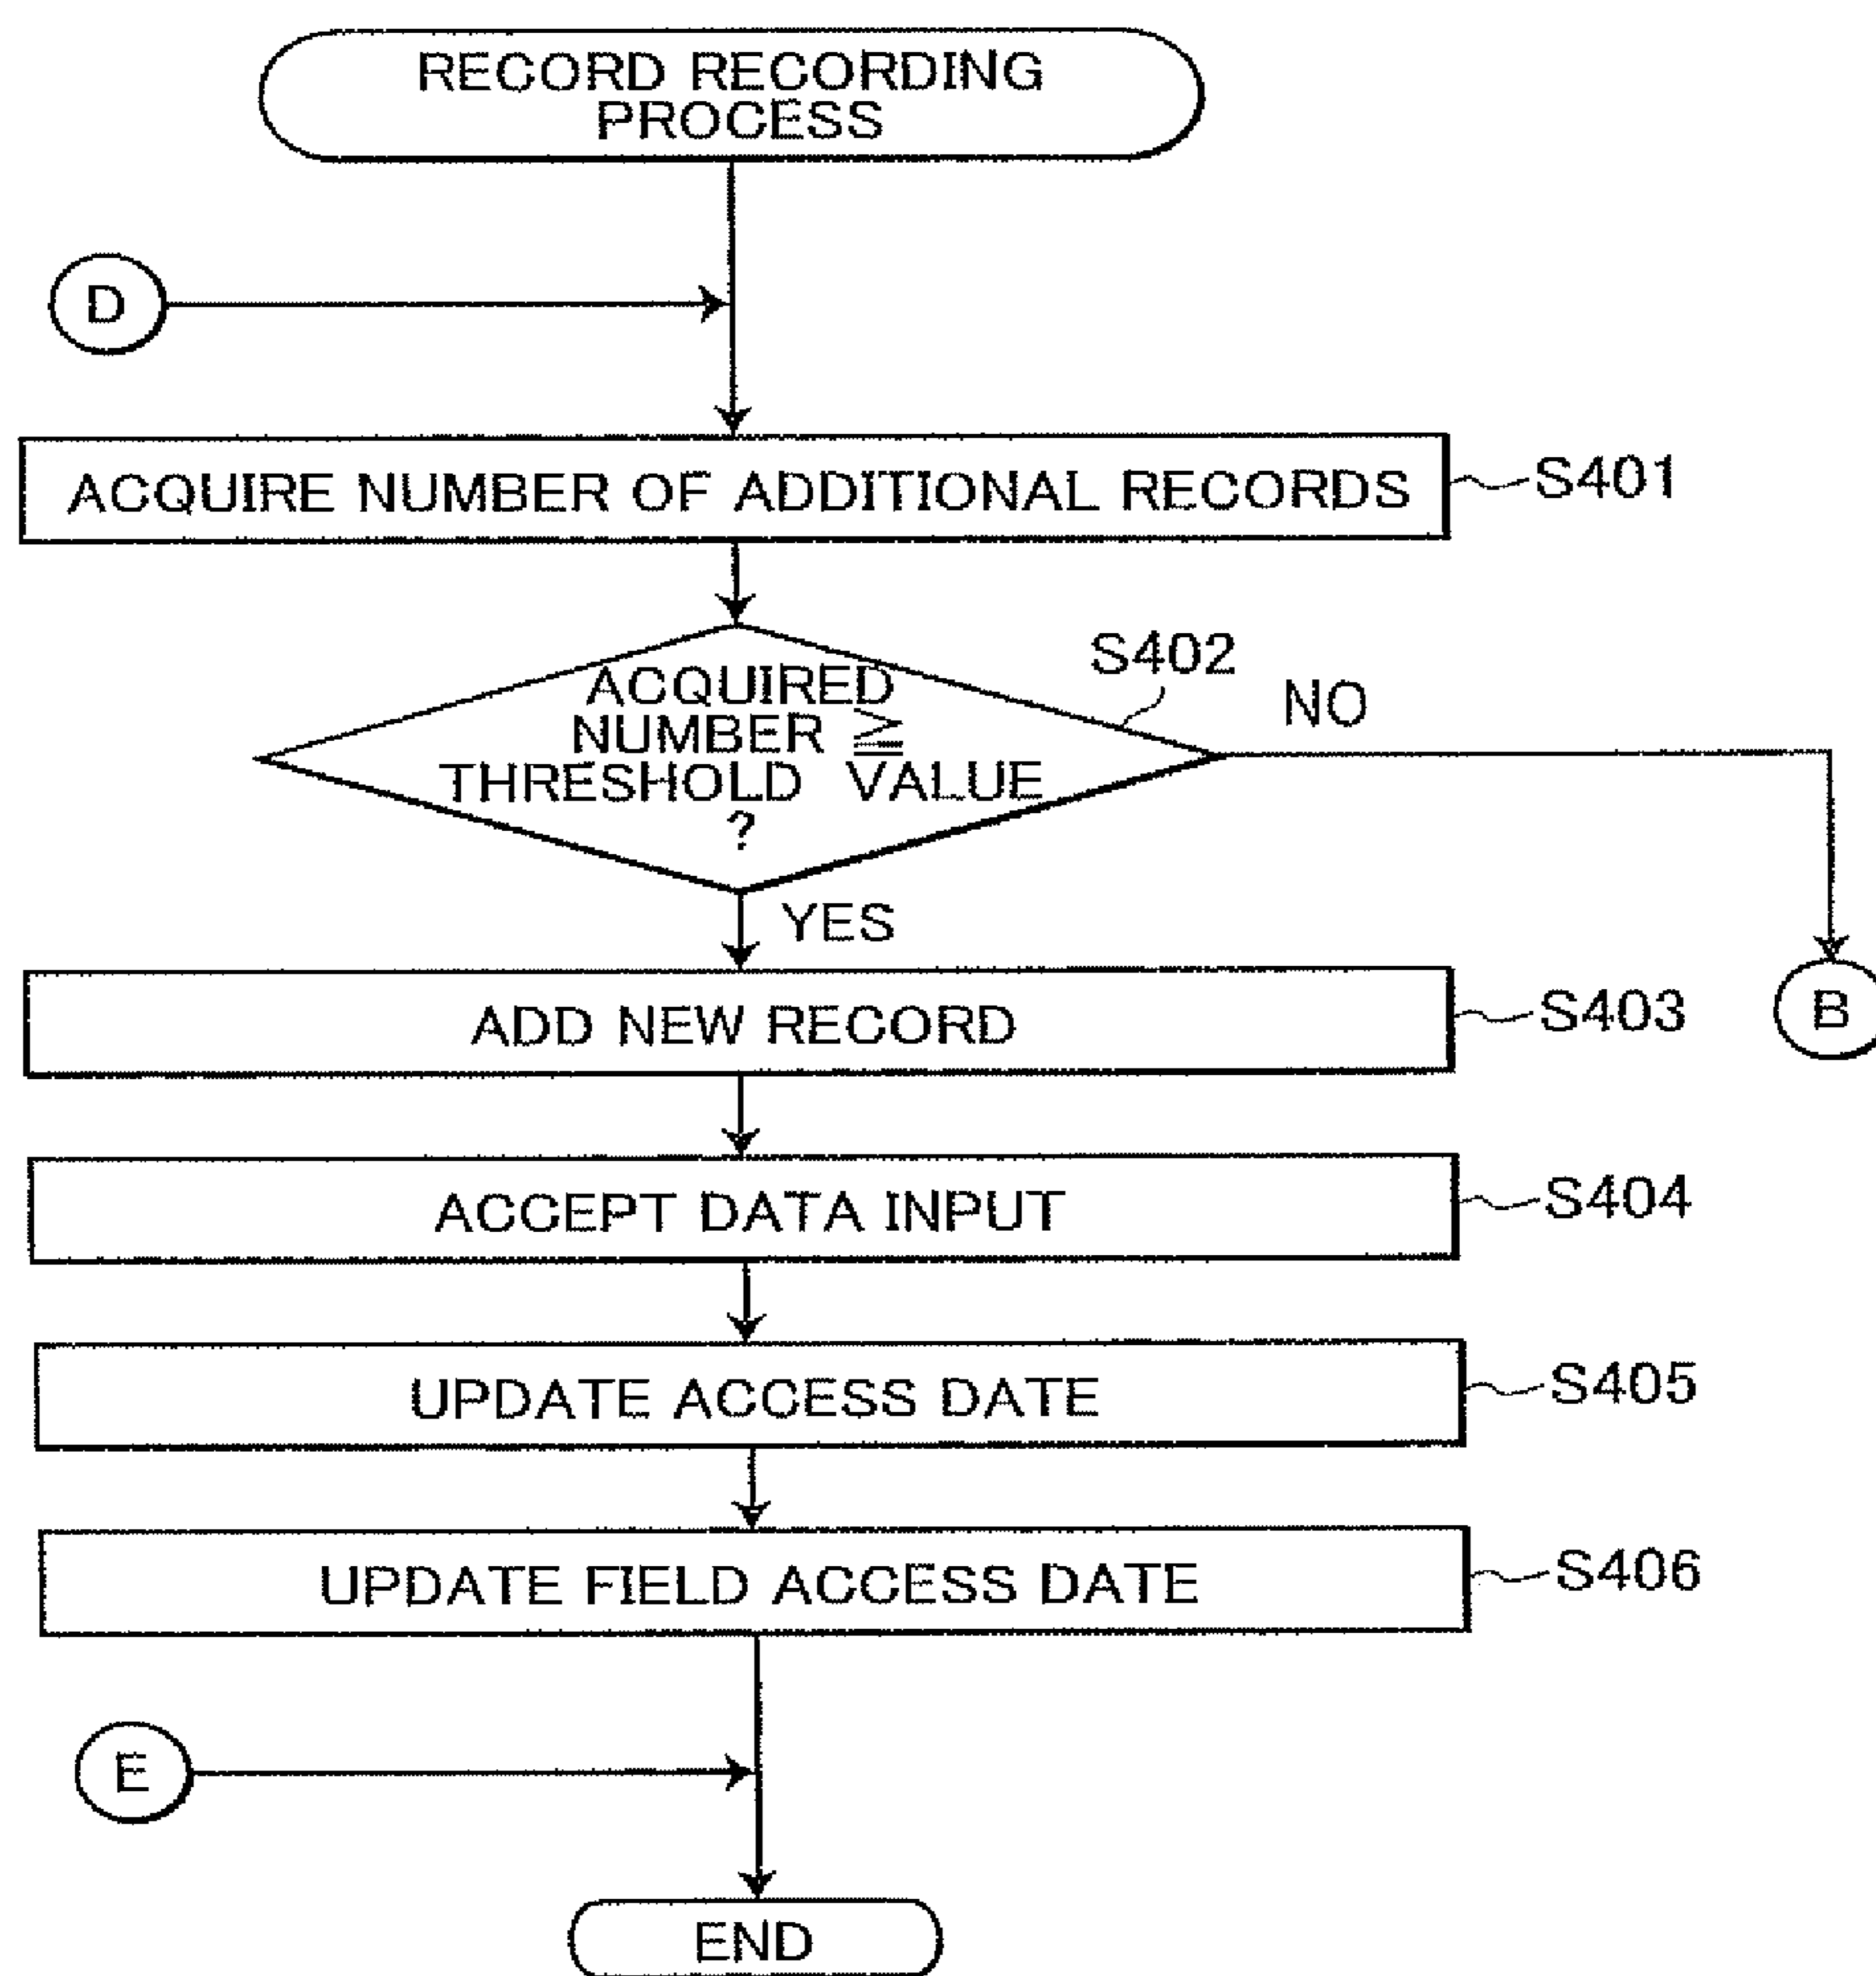 RECORD RECORDING
PROCESS
D
ACQUIRE NUMBER OF ADDITIONAL RECORDS
S401
S402
ACQUIRED
NUMBER ≧
THRESHOLD VALUE
?
NO
YES
ADD NEW RECORD
S403
B
ACCEPT DATA INPUT
S404
UPDATE ACCESS DATE
S405
UPDATE FIELD ACCESS DATE
S406
E
END